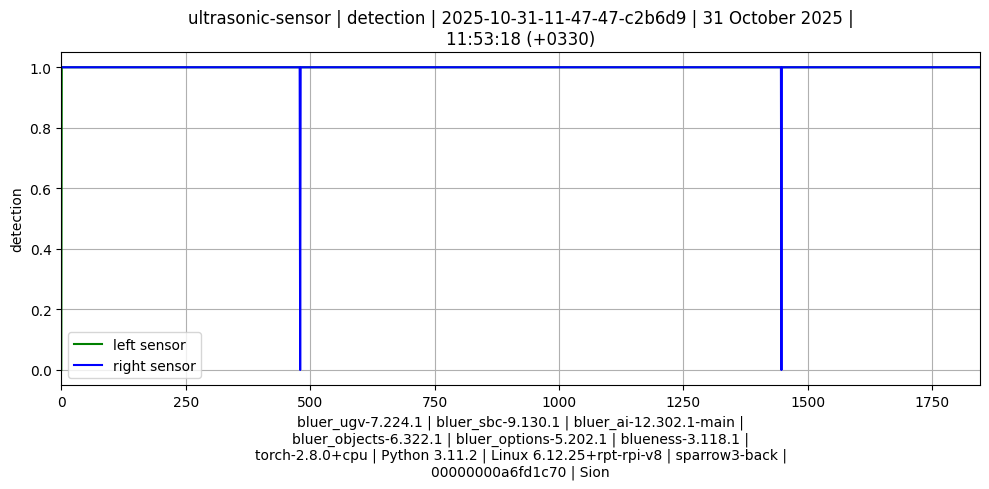 ultrasonic-sensor | detection | 2025-10-31-11-47-47-c2b6d9 | 31 October 2025 |
11:53:18 (+0330)
1.0
0.8
0.6
0.4
0.2
0.0
detection
left sensor
right sensor
0 250 500 750 1000 1250 1500 1750
bluer_ugv-7.224.1 | bluer_sbc-9.130.1 | bluer_ai-12.302.1-main |
bluer_objects-6.322.1 | bluer_options-5.202.1 | blueness-3.118.1 |
torch-2.8.0+cpu | Python 3.11.2 | Linux 6.12.25+rpt-rpi-v8 | sparrow3-back |
00000000a6fd1c70 | Sion